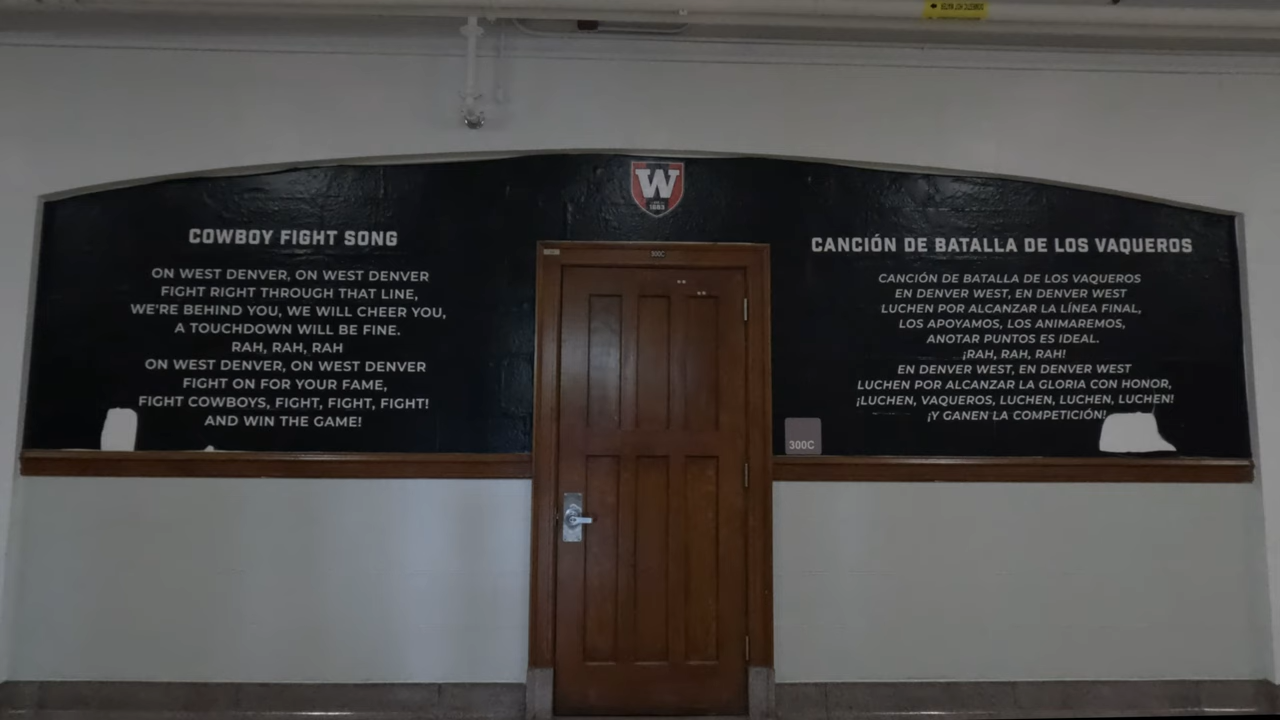 W
1883
COWBOY FIGHT SONG
ON WEST DENVER, ON WEST DENVER
FIGHT RIGHT THROUGH THAT LINE,
WE'RE BEHIND YOU, WE WILL CHEER YOU,
A TOUCHDOWN WILL BE FINE.
RAH, RAH, RAH
ON WEST DENVER, ON WEST DENVER
FIGHT ON FOR YOUR FAME,
FIGHT COWBOYS, FIGHT, FIGHT, FIGHT!
AND WIN THE GAME!
300C
CANCIÓN DE BATALLA DE LOS VAQUEROS
CANCIÓN DE BATALLA DE LOS VAQUEROS
EN DENVER WEST, EN DENVER WEST
LUCHEN POR ALCANZAR LA LÍNEA FINAL,
LOS APOYAMOS, LOS ANIMAREMOS,
ANOTAR PUNTOS ES IDEAL.
¡RAH, RAH, RAH!
EN DENVER WEST, EN DENVER WEST
LUCHEN POR ALCANZAR LA GLORIA CON HONOR,
¡LUCHEN, VAQUEROS, LUCHEN, LUCHEN, LUCHEN!
¡Y GANEN LA COMPETICIÓN!
300C